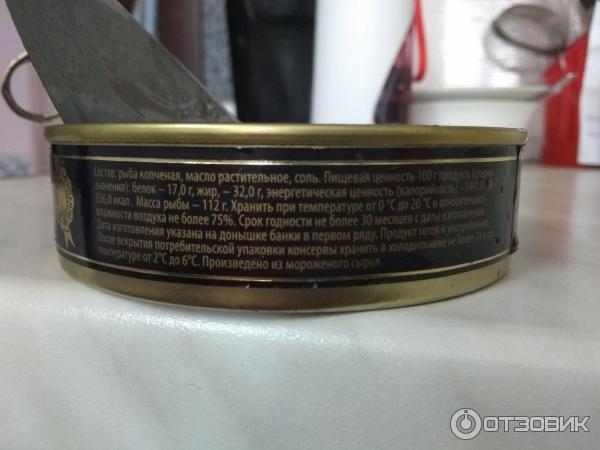 Состав: рыба копченая, масло растительное, соль. Пищевая ценность 100 г продукта (средние
значения): белок – 17,0 г, жир, – 32,0 г, энергетическая ценность (калорийность) –
356,0 ккал . Масса рыбы – 112 г. Хранить при температуре от 0 °C до 20 °C и относительной
влажности воздуха не более 75%. Срок годности не более 30 месяцев с даты изготовления.
Дата изготовления указана на донышке банки в первом ряду. Продукт готов к употреблению.
После вскрытия потребительской упаковки консервы хранить в холодильнике не более 24
температуре от 2°C до 6°C. Произведено из мороженого сырья.
ОТЗОВИК